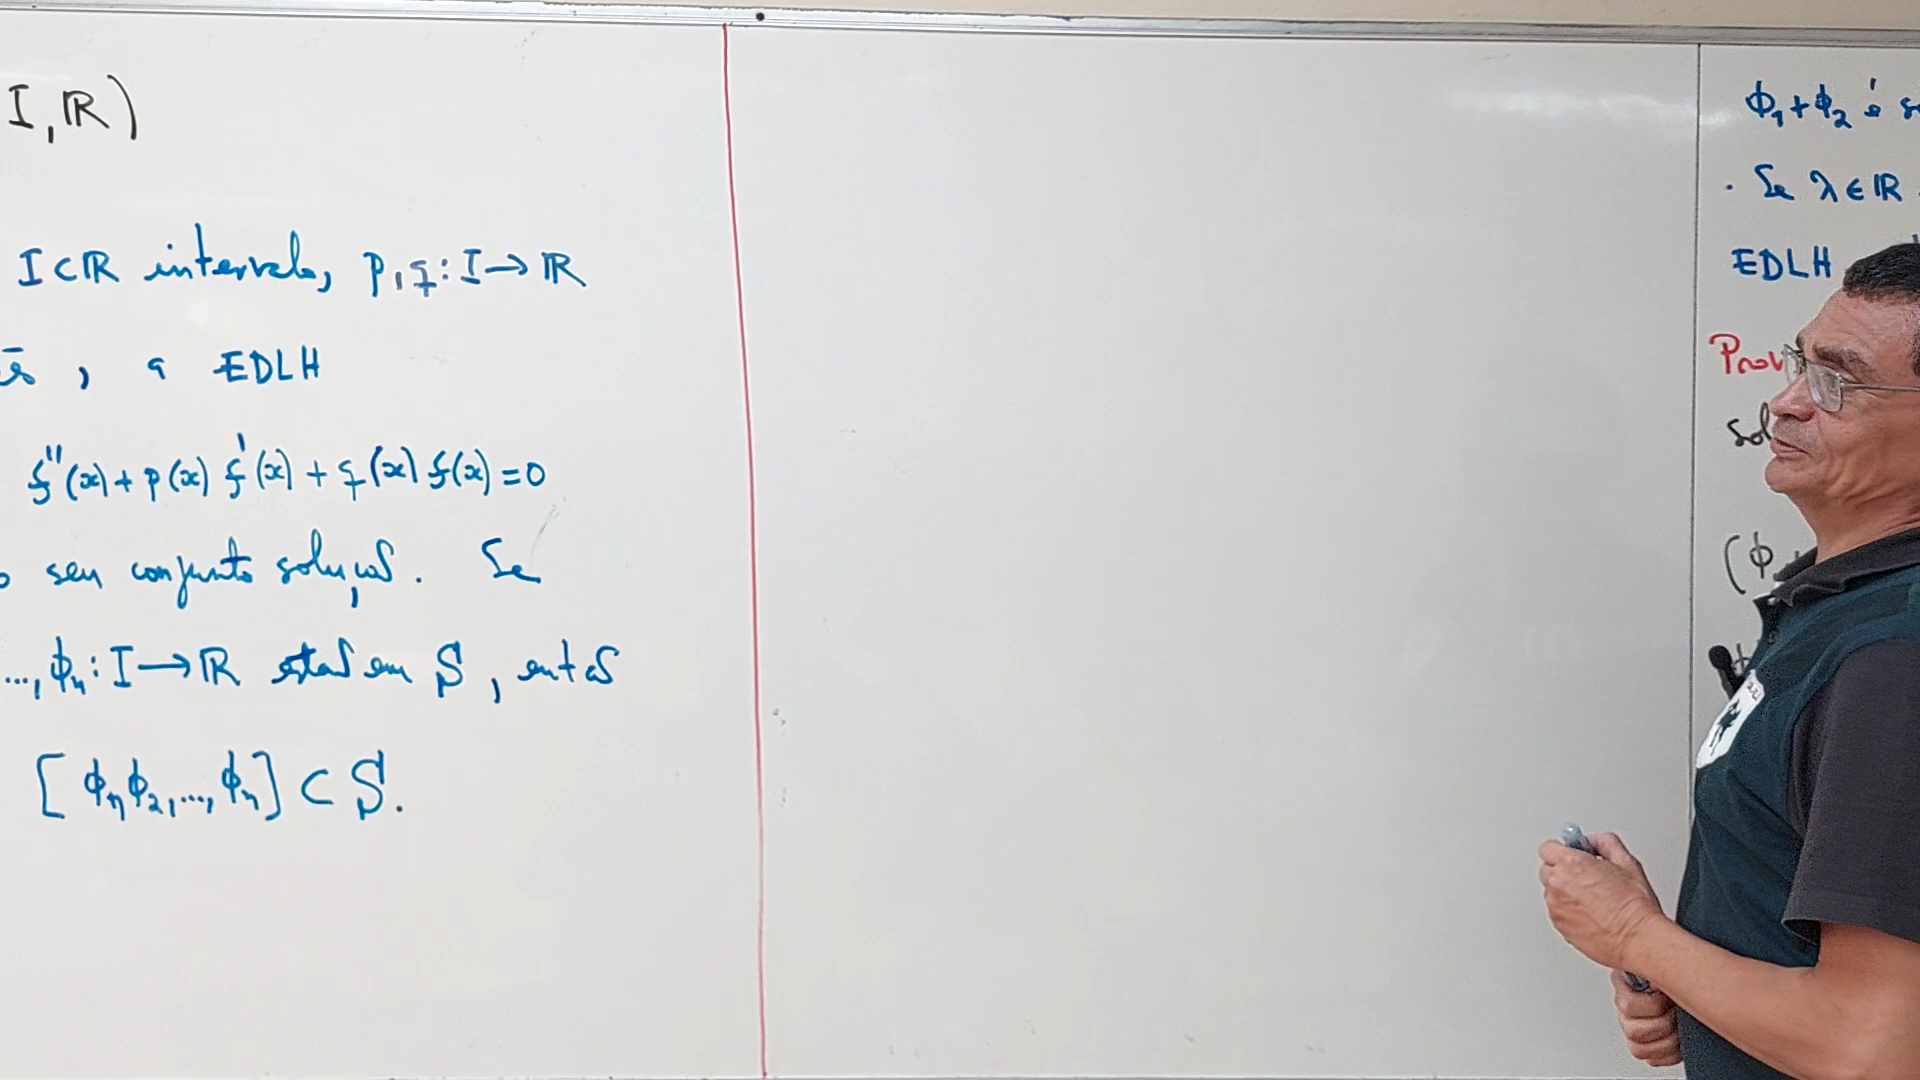 I, ℝ)
I⊂ℝ intervalo, p,q: I→ℝ
, a EDLH
f''(x)+p(x) f'(x)+q(x) f(x)=0
o seu conjunto solução. Se
..., ϕₙ: I→ℝ estão em S, então
[ϕ₁,ϕ₂,...,ϕₙ] ⊂ S.
ϕ₁+ϕ₂ é
· Se λ∈ℝ
EDLH
Prov
sol
(ϕ
+